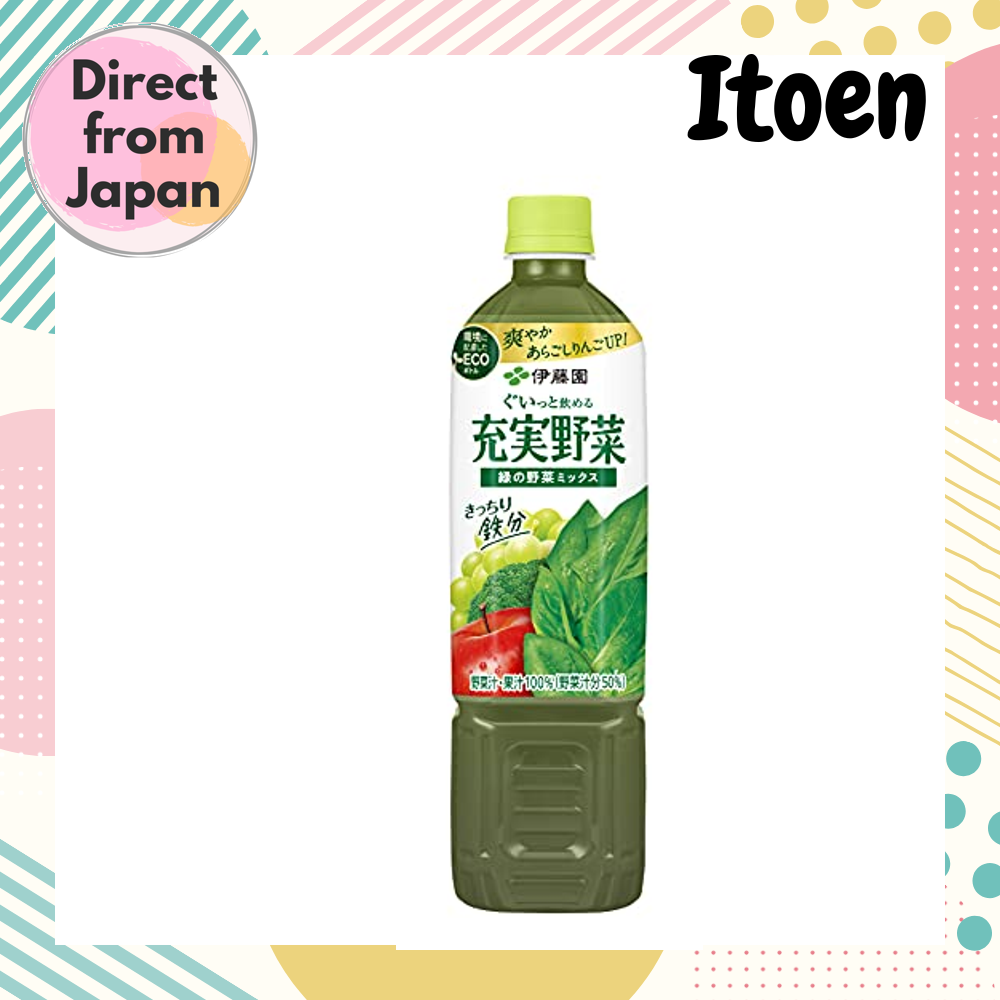 Direct
from
Japan
Itoen
爽やか
あらごしりんごUP!
環境に
配慮した
ECO
ボトル
伊藤園
ぐいっと飲める
充実野菜
緑の野菜ミックス
きっちり
鉄分
野菜汁・果汁100%(野菜汁分50%)